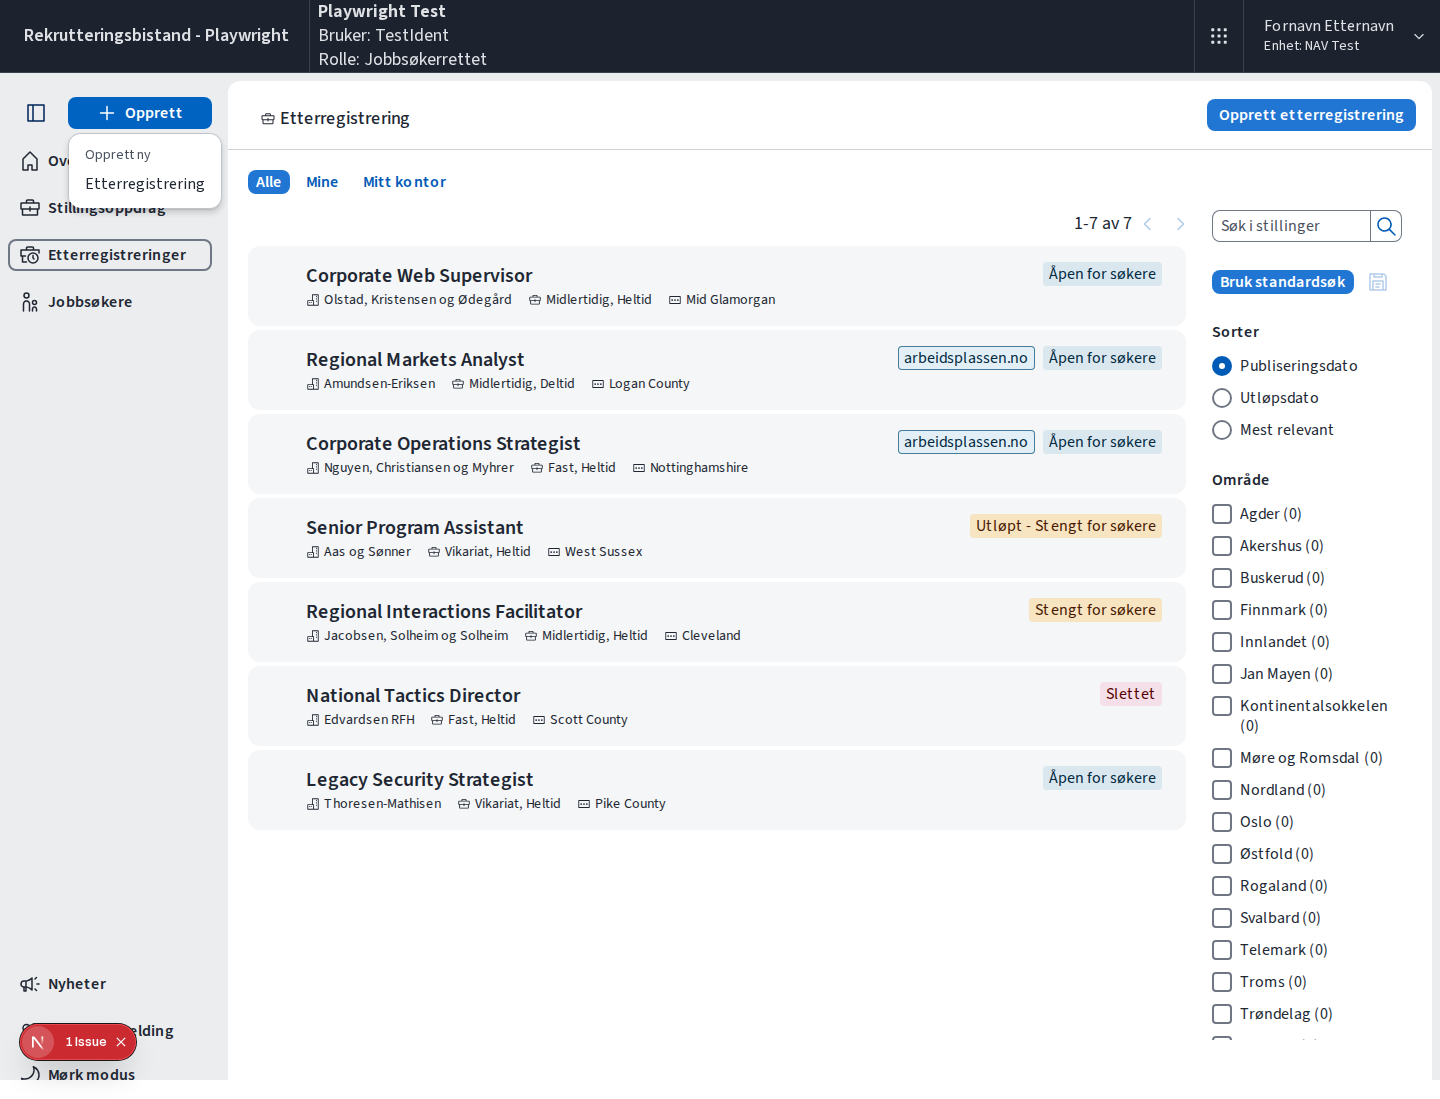 Rekrutteringsbistand - Playwright
Playwright Test
Bruker: TestIdent
Rolle: Jobbsøkerrettet
Fornavn Etternavn
Enhet: NAV Test
Opprett
Opprett ny
Etterregistrering
Stillingsoppdrag
Etterregistreringer
Jobbsøkere
Nyheter
Mørk modus
1 Issue
Etterregistrering
Opprett etterregistrering
Alle
Mine
Mitt kontor
1-7 av 7
Corporate Web Supervisor
Åpen for søkere
Olstad, Kristensen og Ødegård Midlertidig, Heltid Mid Glamorgan
Regional Markets Analyst
arbeidsplassen.no Åpen for søkere
Amundsen-Eriksen Midlertidig, Deltid Logan County
Corporate Operations Strategist
arbeidsplassen.no Åpen for søkere
Nguyen, Christiansen og Myhrer Fast, Heltid Nottinghamshire
Senior Program Assistant
Utløpt - Stengt for søkere
Aas og Sønner Vikariat, Heltid West Sussex
Regional Interactions Facilitator
Stengt for søkere
Jacobsen, Solheim og Solheim Midlertidig, Heltid Cleveland
National Tactics Director
Slettet
Edvardsen RFH Fast, Heltid Scott County
Legacy Security Strategist
Åpen for søkere
Thoresen-Mathisen Vikariat, Heltid Pike County
Søk i stillinger
Bruk standardsøk
Sorter
Publiseringsdato
Utløpsdato
Mest relevant
Område
Agder (0)
Akershus (0)
Buskerud (0)
Finnmark (0)
Innlandet (0)
Jan Mayen (0)
Kontinentalsokkelen
(0)
Møre og Romsdal (0)
Nordland (0)
Oslo (0)
Østfold (0)
Rogaland (0)
Svalbard (0)
Telemark (0)
Troms (0)
Trøndelag (0)